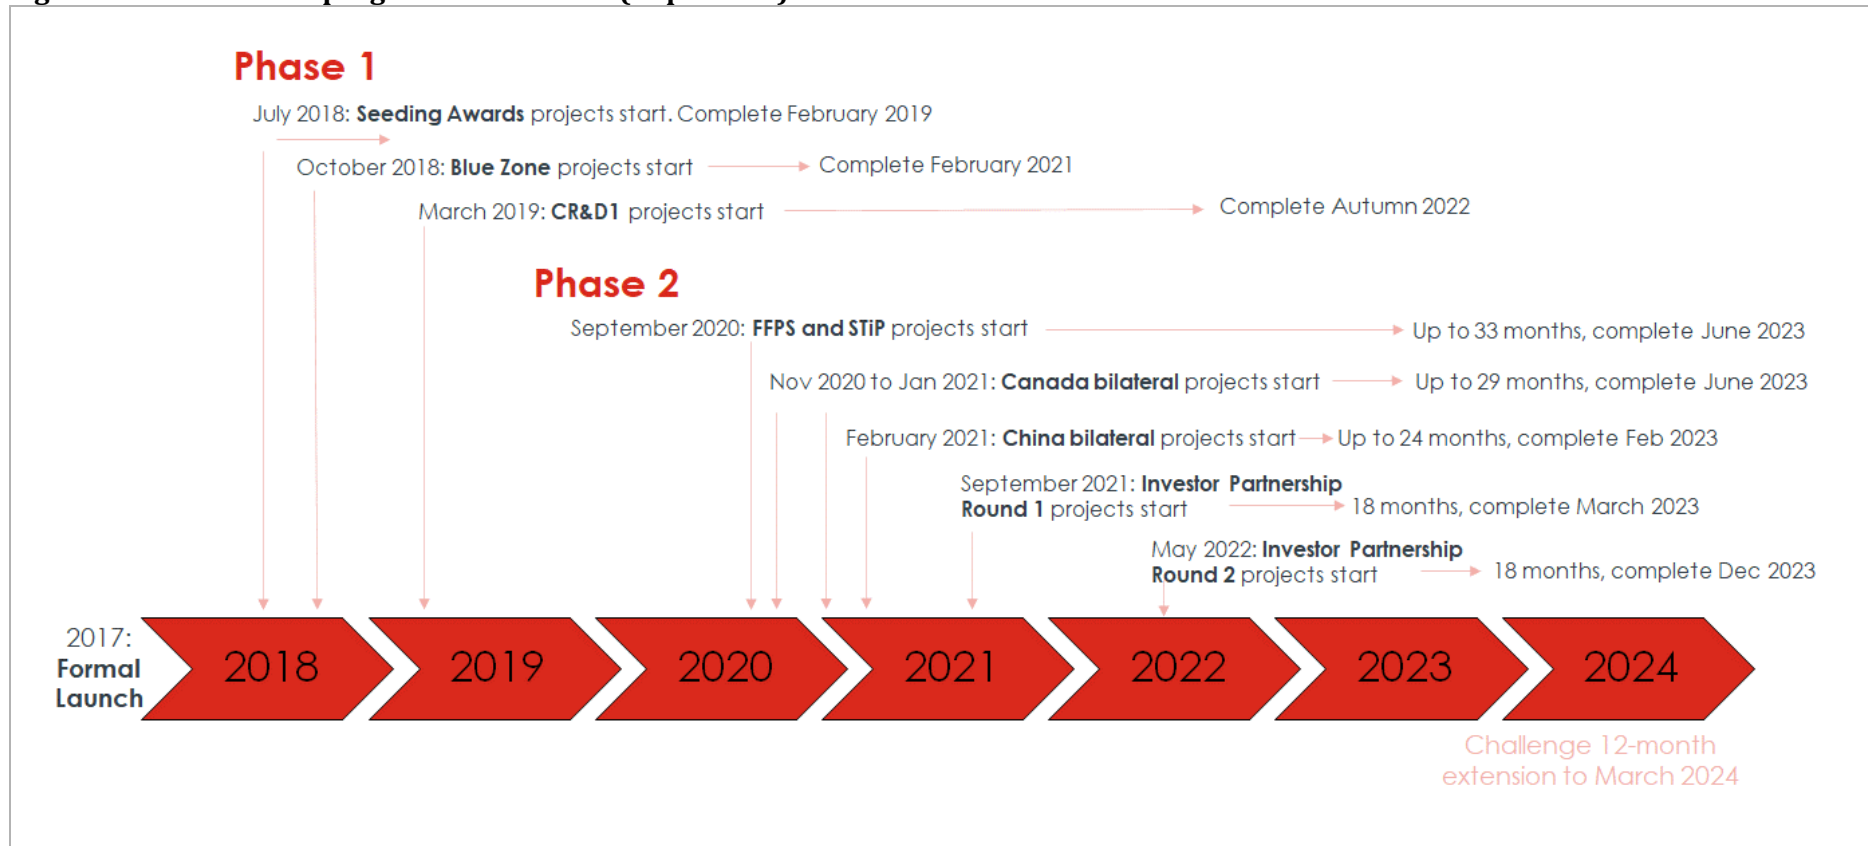 Phase 1
July 2018: Seeding Awards projects start. Complete February 2019
October 2018: Blue Zone projects start
Complete February 2021
March 2019: CR&D1 projects start
Complete Autumn 2022
Phase 2
September 2020: FFPS and STiP projects start
Up to 33 months, complete June 2023
Nov 2020 to Jan 2021: Canada bilateral projects start
Up to 29 months, complete June 2023
February 2021: China bilateral projects start
Up to 24 months, complete Feb 2023
September 2021: Investor Partnership
Round 1 projects start
18 months, complete March 2023
May 2022: Investor Partnership
Round 2 projects start
18 months, complete Dec 2023
2017:
Formal
Launch
2018
2019
2020
2021
2022
2023
2024
Challenge 12-month
extension to March 2024